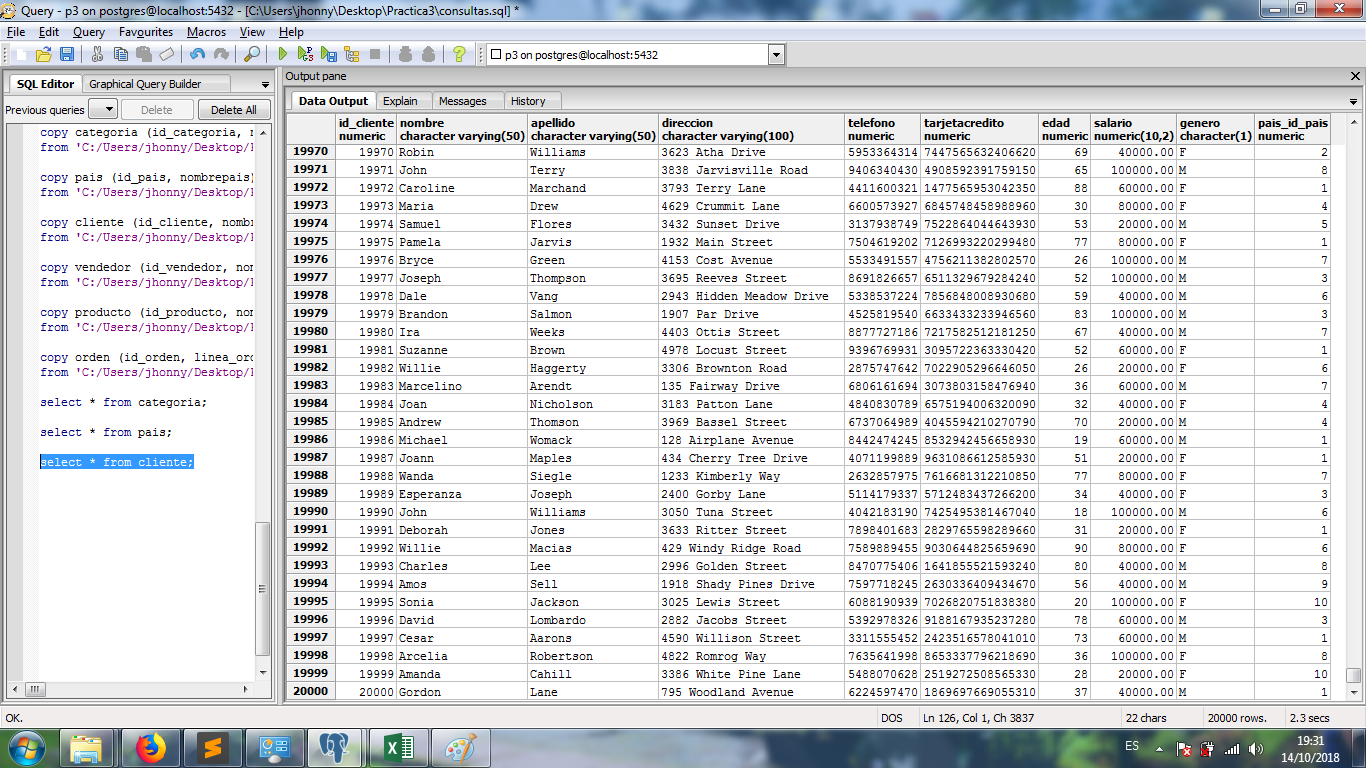 Query - p3 on postgres@localhost:5432 - [C:\Users\jhonny\Desktop\Practica3\consultas.sql] *
File Edit Query Favourites Macros View Help
p3 on postgres@localhost:5432
SQL Editor Graphical Query Builder
Previous queries Delete Delete All
copy categoria (id_categoria, n
from 'C:/Users/jhonny/Desktop/P
copy pais (id_pais, nombrepais)
from 'C:/Users/jhonny/Desktop/P
copy cliente (id_cliente, nombr
from 'C:/Users/jhonny/Desktop/P
copy vendedor (id_vendedor, nom
from 'C:/Users/jhonny/Desktop/P
copy producto (id_producto, nom
from 'C:/Users/jhonny/Desktop/P
copy orden (id_orden, linea_ord
from 'C:/Users/jhonny/Desktop/P
select * from categoria;
select * from pais;
select * from cliente;
Output pane
Data Output Explain Messages History
id_cliente nombre apellido direccion telefono tarjetacredito edad salario genero pais_id_pais
numeric character varying(50) character varying(50) character varying(100) numeric numeric numeric numeric(10,2) character(1) numeric
19970 19970 Robin Williams 3623 Atha Drive 5953364314 7447565632406620 69 40000.00 F 2
19971 19971 John Terry 3838 Jarvisville Road 9406340430 4908592391759150 65 100000.00 M 8
19972 19972 Caroline Marchand 3793 Terry Lane 4411600321 1477565953042350 88 60000.00 F 1
19973 19973 Maria Drew 4629 Crummit Lane 6600573927 6845748458988960 30 80000.00 F 4
19974 19974 Samuel Flores 3432 Sunset Drive 3137938749 7522864044643930 53 20000.00 M 5
19975 19975 Pamela Jarvis 1932 Main Street 7504619202 7126993220299480 77 80000.00 F 1
19976 19976 Bryce Green 4153 Cost Avenue 5533491557 4756211382802570 26 100000.00 M 7
19977 19977 Joseph Thompson 3695 Reeves Street 8691826657 6511329679284240 52 100000.00 M 3
19978 19978 Dale Vang 2943 Hidden Meadow Drive 5338537224 7856848008930680 59 40000.00 M 6
19979 19979 Brandon Salmon 1907 Par Drive 4525819540 6633433233946560 83 100000.00 M 3
19980 19980 Ira Weeks 4403 Ottis Street 8877727186 7217582512181250 67 40000.00 M 7
19981 19981 Suzanne Brown 4978 Locust Street 9396769931 3095722363330420 52 60000.00 F 1
19982 19982 Willie Haggerty 3306 Brownton Road 2875747642 7022905296646050 26 20000.00 F 6
19983 19983 Marcelino Arendt 135 Fairway Drive 6806161694 3073803158476940 36 60000.00 M 7
19984 19984 Joan Nicholson 3183 Patton Lane 4840830789 6575194006320090 32 40000.00 F 4
19985 19985 Andrew Thomson 3969 Bassel Street 6737064989 4045594210270790 70 20000.00 M 4
19986 19986 Michael Womack 128 Airplane Avenue 8442474245 8532942456658930 19 60000.00 M 1
19987 19987 Joann Maples 434 Cherry Tree Drive 4071199889 9631086612585930 51 20000.00 F 1
19988 19988 Wanda Siegle 1233 Kimberly Way 2632857975 7616681312210850 77 80000.00 F 7
19989 19989 Esperanza Joseph 2400 Gorby Lane 5114179337 5712483437266200 34 40000.00 F 3
19990 19990 John Williams 3050 Tuna Street 4042183190 7425495381467040 18 100000.00 M 6
19991 19991 Deborah Jones 3633 Ritter Street 7898401683 2829765598289660 31 20000.00 F 1
19992 19992 Willie Macias 429 Windy Ridge Road 7589889455 9030644825659690 90 80000.00 F 6
19993 19993 Charles Lee 2996 Golden Street 8470775406 1641855521593240 80 40000.00 M 8
19994 19994 Amos Sell 1918 Shady Pines Drive 7597718245 2630336409434670 56 40000.00 M 9
19995 19995 Sonia Jackson 3025 Lewis Street 6088190939 7026820751838380 20 100000.00 F 10
19996 19996 David Lombardo 2882 Jacobs Street 5392978326 9188167935237280 78 60000.00 M 3
19997 19997 Cesar Aarons 4590 Willison Street 3311555452 2423516578041010 73 60000.00 M 1
19998 19998 Arcelia Robertson 4822 Romrog Way 7635641998 8653337796218690 36 100000.00 F 8
19999 19999 Amanda Cahill 3386 White Pine Lane 5488070628 2519272508565330 28 20000.00 F 10
20000 20000 Gordon Lane 795 Woodland Avenue 6224597470 1869697669055310 37 40000.00 M 1
OK. DOS Ln 126, Col 1, Ch 3837 22 chars 20000 rows. 2.3 secs
ES 19:31
14/10/2018